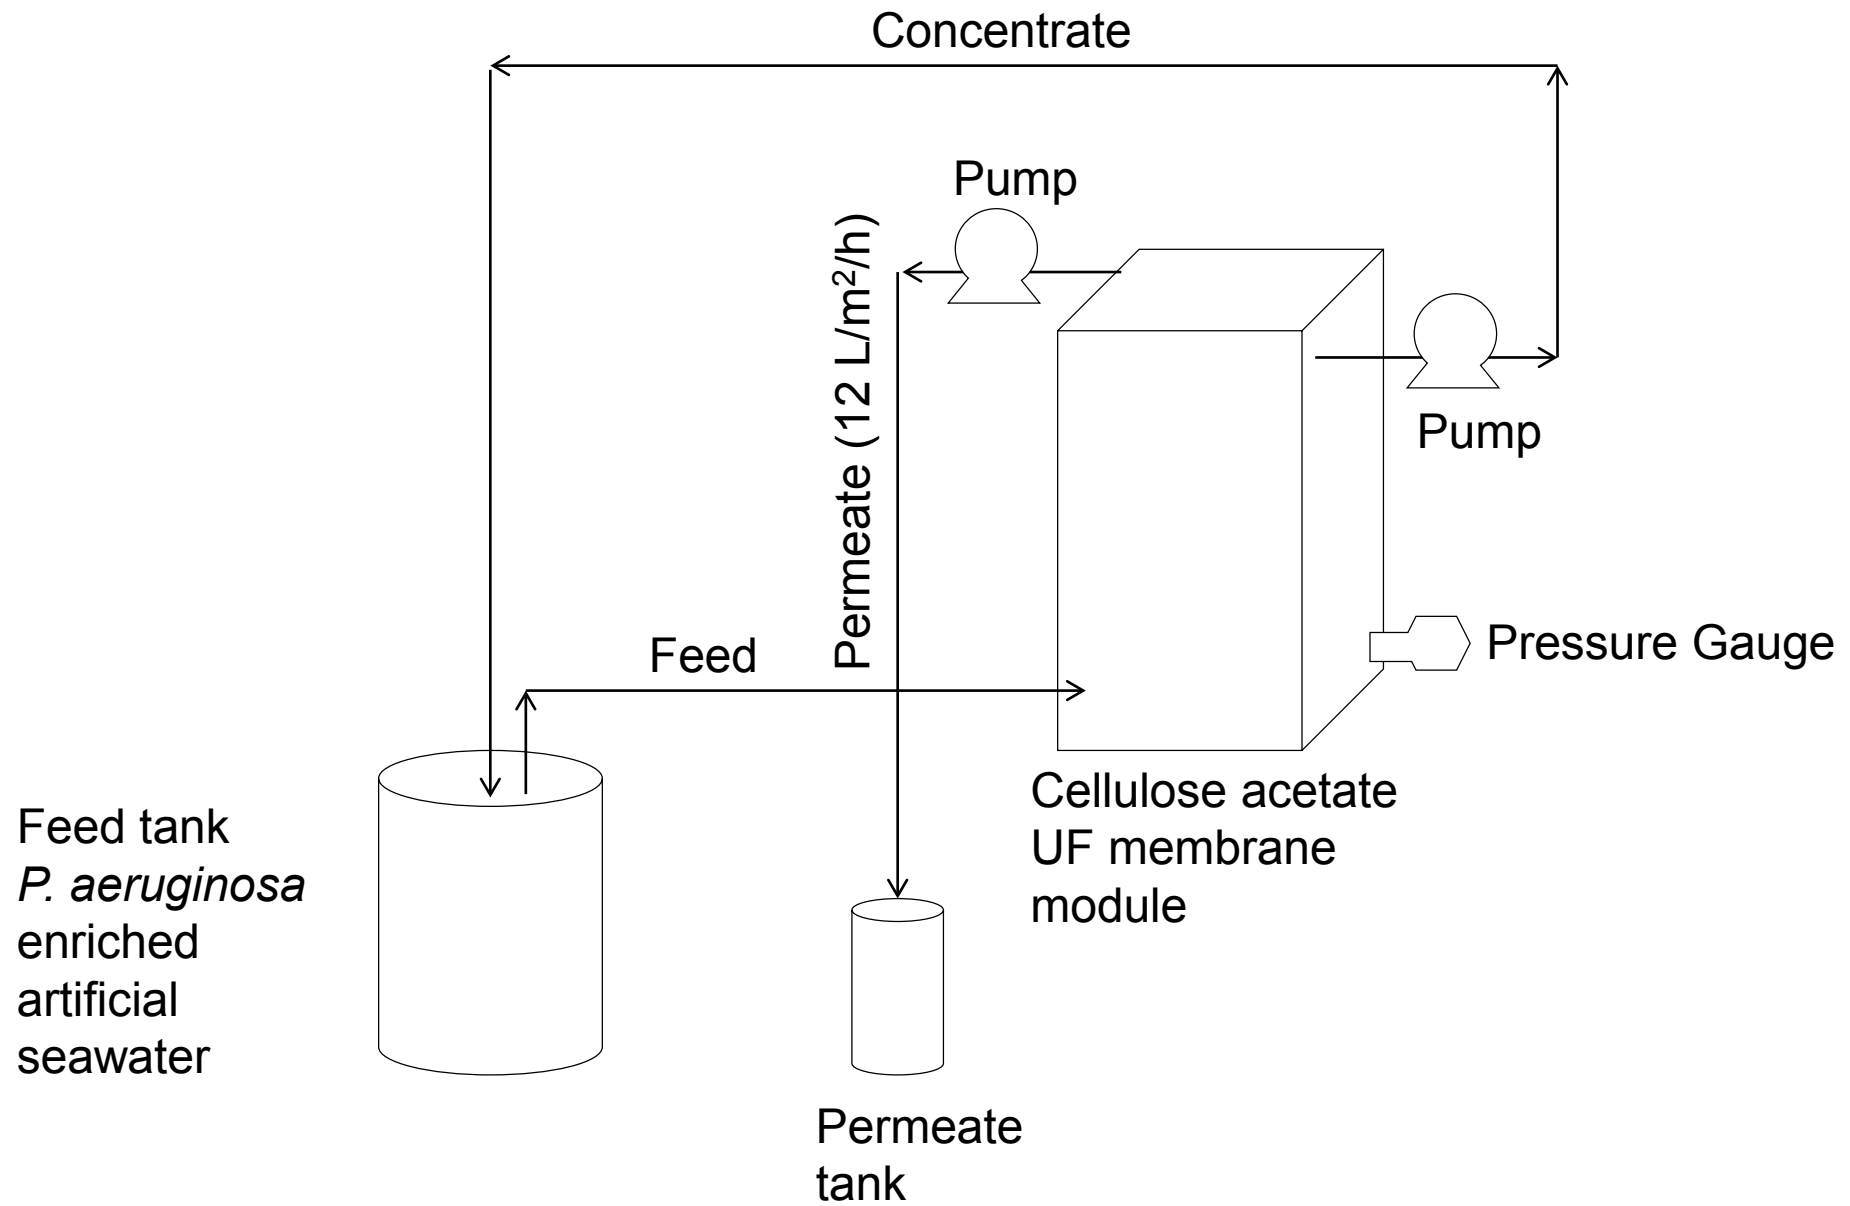 Concentrate
Pump
Permeate (12 L/m²/h)
Pump
Feed
Pressure Gauge
Feed tank
P. aeruginosa
enriched
artificial
seawater
Cellulose acetate
UF membrane
module
Permeate
tank